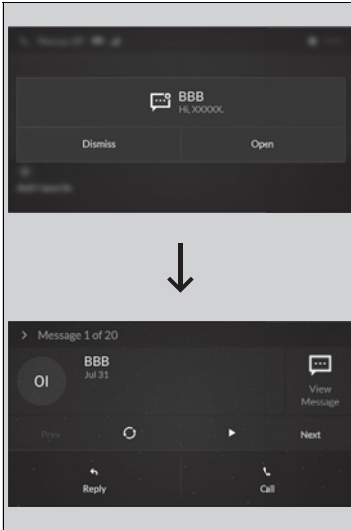 BBB
Hi, XXXXX.
Dismiss Open
Message 1 of 20
OI
BBB
Jul 31
View
Message
Prev Next
Reply Call